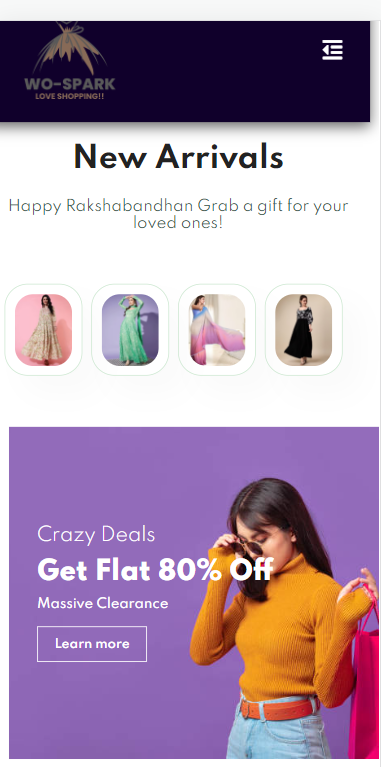 WO-SPARK
LOVE SHOPPING!!
New Arrivals
Happy Rakshabandhan Grab a gift for your
loved ones!
Crazy Deals
Get Flat 80% Off
Massive Clearance
Learn more